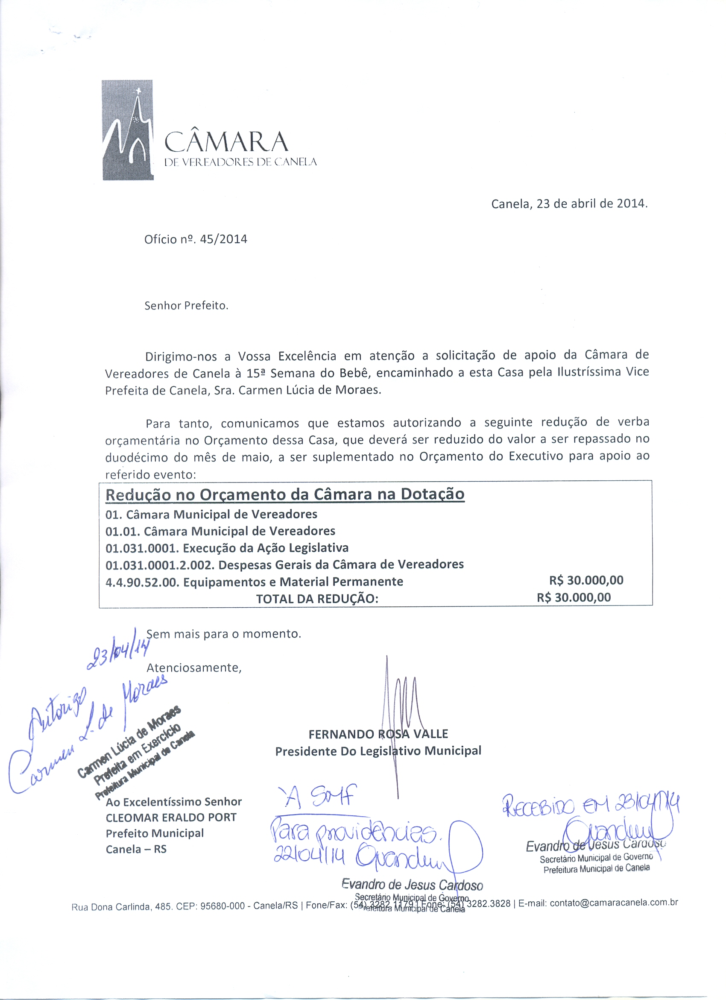 CÂMARA
DE VEREADORES DE CANELA
Canela, 23 de abril de 2014.
Ofício nº. 45/2014
Senhor Prefeito.
Dirigimo-nos a Vossa Excelência em atenção a solicitação de apoio da Câmara de
Vereadores de Canela à 15ª Semana do Bebê, encaminhado a esta Casa pela Ilustríssima Vice
Prefeita de Canela, Sra. Carmen Lúcia de Moraes.
Para tanto, comunicamos que estamos autorizando a seguinte redução de verba
orçamentária no Orçamento dessa Casa, que deverá ser reduzido do valor a ser repassado no
duodécimo do mês de maio, a ser suplementado no Orçamento do Executivo para apoio ao
referido evento:
Redução no Orçamento da Câmara na Dotação
01. Câmara Municipal de Vereadores
01.01. Câmara Municipal de Vereadores
01.031.0001. Execução da Ação Legislativa
01.031.0001.2.002. Despesas Gerais da Câmara de Vereadores
4.4.90.52.00. Equipamentos e Material Permanente R$ 30.000,00
TOTAL DA REDUÇÃO: R$ 30.000,00
Sem mais para o momento.
Atenciosamente,
23/04/14
Autorizo
Carmen L. de Moraes
Carmen Lúcia de Moraes
Prefeita em Exercício
Prefeitura Municipal de Canela
FERNANDO ROSA VALLE
Presidente Do Legislativo Municipal
Ao Excelentíssimo Senhor
CLEOMAR ERALDO PORT
Prefeito Municipal
Canela – RS
À SMF
Para providências.
22/04/14
Evandro de Jesus Cardoso
Secretário Municipal de Governo
Prefeitura Municipal de Canela
RECEBIDO EM 23/04/14
Evandro de Jesus Cardoso
Secretário Municipal de Governo
Prefeitura Municipal de Canela
Rua Dona Carlinda, 485. CEP: 95680-000 - Canela/RS | Fone/Fax: (54) 3282.1179 | Fone: (54) 3282.3828 | E-mail: contato@camaracanela.com.br